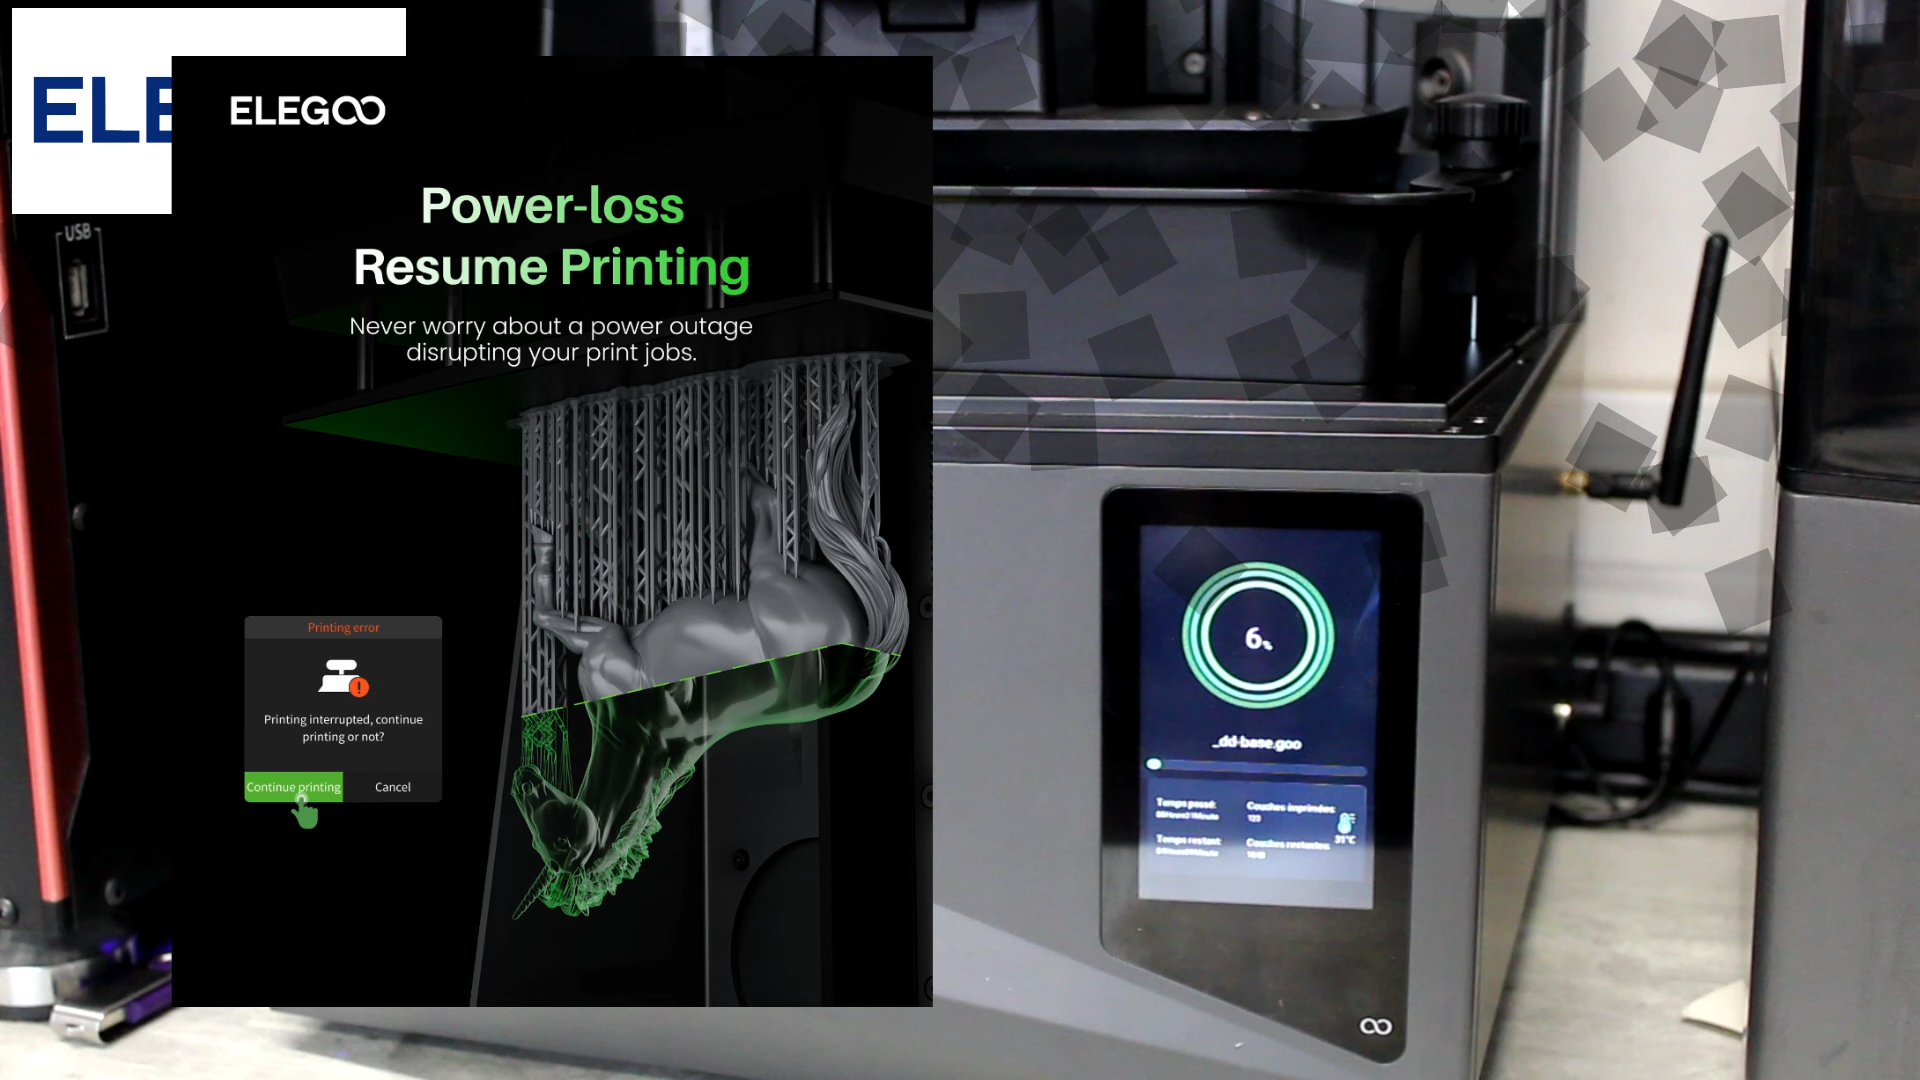 ELE
USB
ELEGOO
Power-loss
Resume Printing
Never worry about a power outage
disrupting your print jobs.
Printing error
Printing interrupted, continue
printing or not?
Continue printing
Cancel
6%
_dd-base.goo
Temps passé:
Couches imprimées:
123
31°C
Temps restant:
Couches restantes: